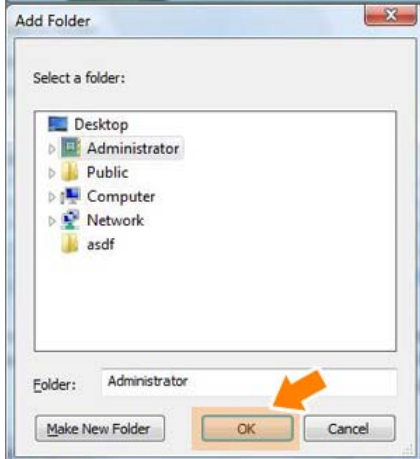 Add Folder
Select a folder:
Desktop
Administrator
Public
Computer
Network
asdf
Folder: Administrator
Make New Folder OK Cancel